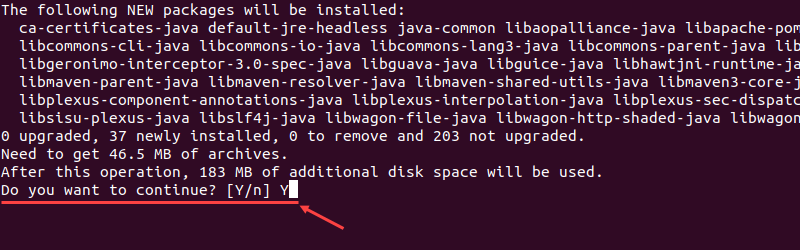 The following NEW packages will be installed:
ca-certificates-java default-jre-headless java-common libaopalliance-java libapache-pom
libcommons-cli-java libcommons-io-java libcommons-lang3-java libcommons-parent-java lib
libgeronimo-interceptor-3.0-spec-java libguava-java libguice-java libhawtjni-runtime-ja
libmaven-parent-java libmaven-resolver-java libmaven-shared-utils-java libmaven3-core-j
libplexus-component-annotations-java libplexus-interpolation-java libplexus-sec-dispatc
libsisu-plexus-java libslf4j-java libwagon-file-java libwagon-http-shaded-java libwagon
0 upgraded, 37 newly installed, 0 to remove and 203 not upgraded.
Need to get 46.5 MB of archives.
After this operation, 183 MB of additional disk space will be used.
Do you want to continue? [Y/n] Y